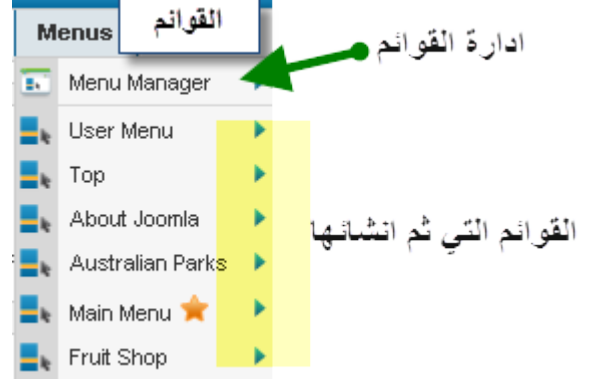 Menus
القوائم
ادارة القوائم
Menu Manager
User Menu
Top
About Joomla
القوائم التي ثم انشائها
Australian Parks
Main Menu
Fruit Shop